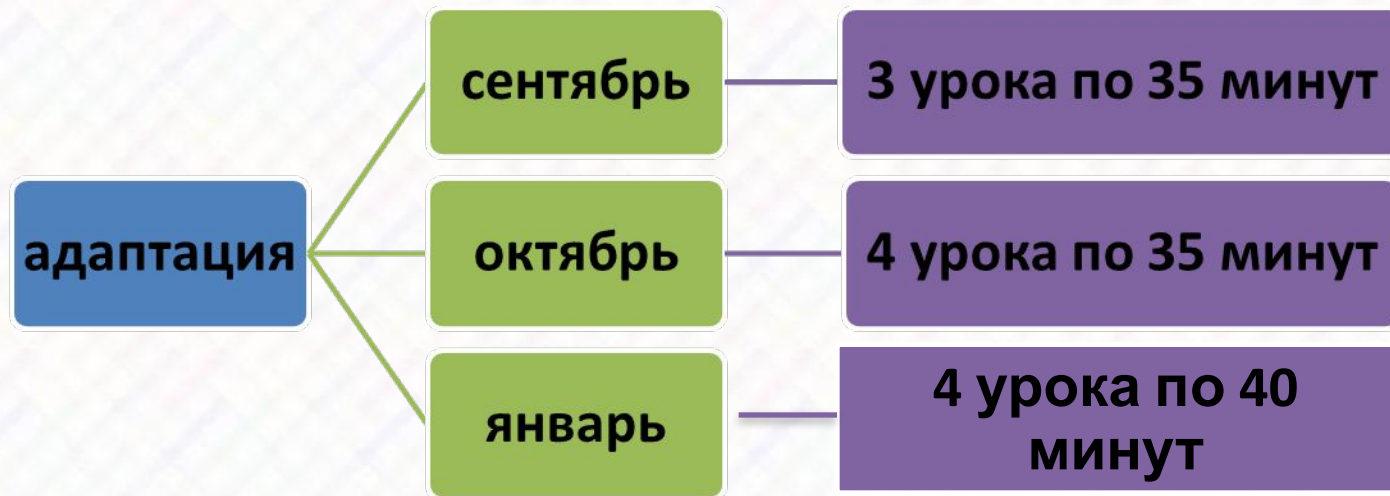 сентябрь
3 урока по 35 минут
адаптация
октябрь
4 урока по 35 минут
январь
4 урока по 40
минут